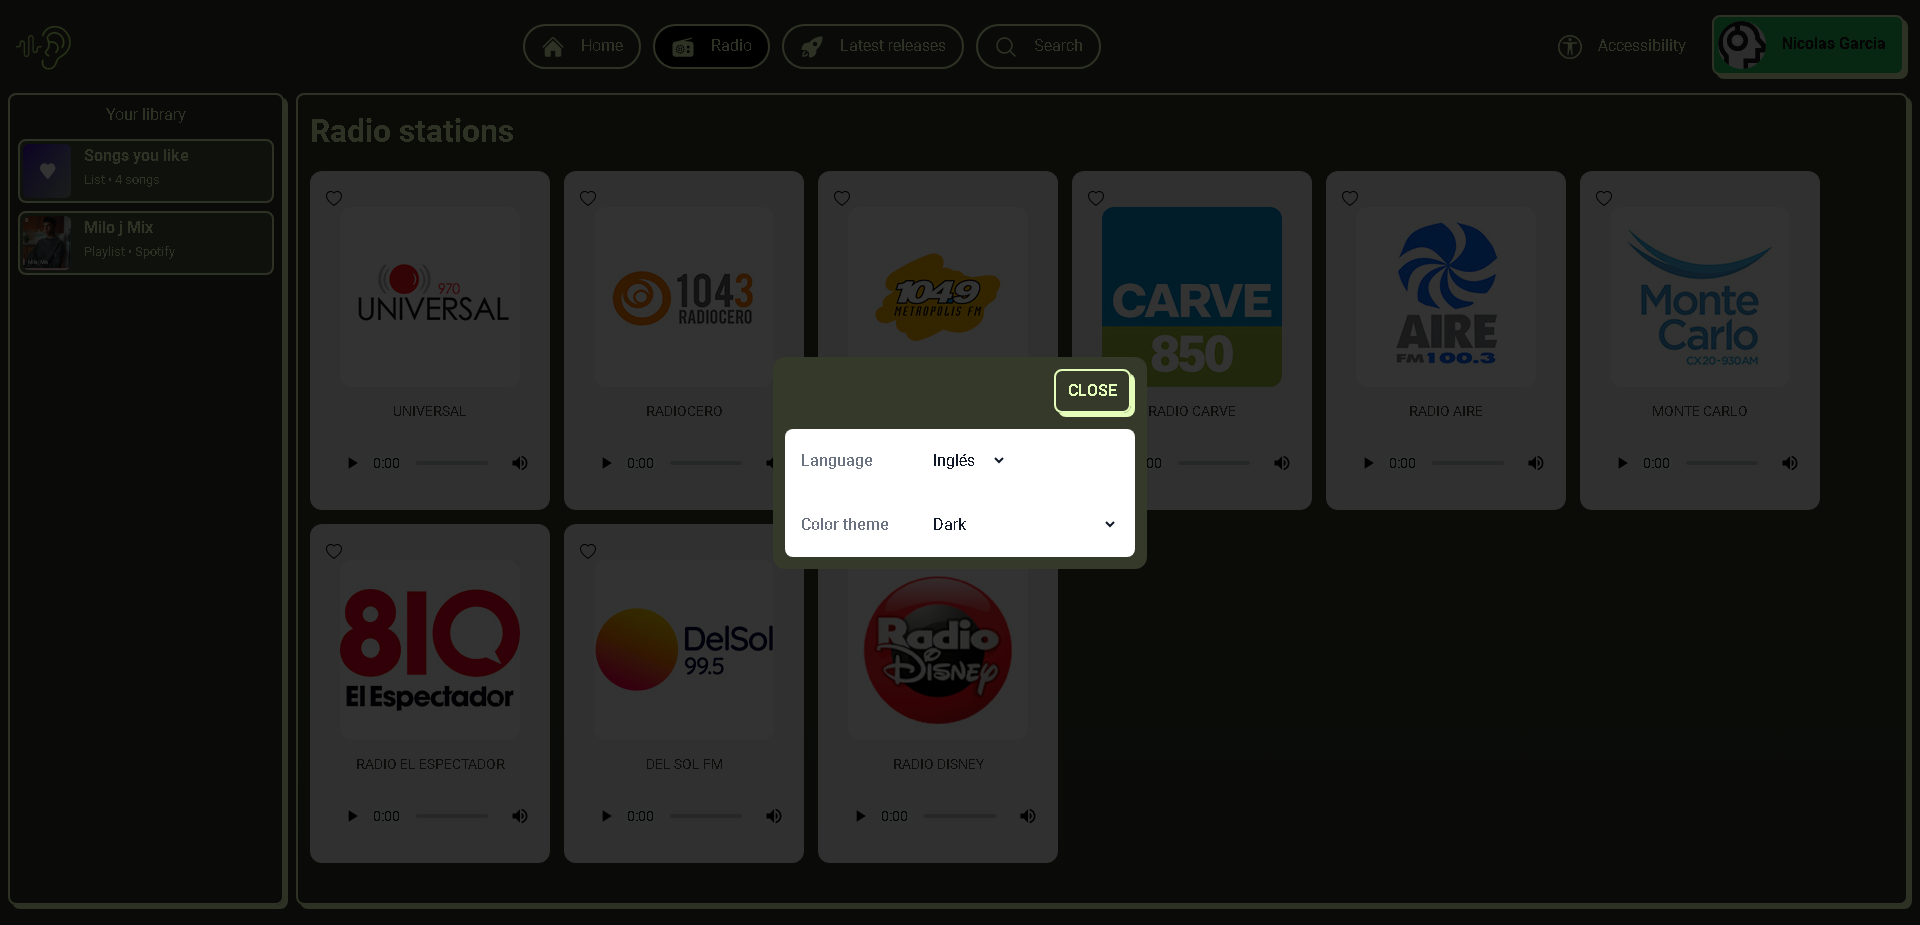 Home
Radio
Latest releases
Search
Accessibility
Nicolas Garcia
Your library
Songs you like
List • 4 songs
Milo j Mix
Playlist • Spotify
Radio stations
970
UNIVERSAL
UNIVERSAL
0:00
1043
RADIOCERO
RADIOCERO
0:00
104.9
METROPOLIS FM
CARVE
850
RADIO CARVE
00
AIRE
FM 100.3
RADIO AIRE
0:00
Monte
Carlo
CX20-930AM
MONTE CARLO
0:00
CLOSE
Language
Inglés
Color theme
Dark
810
El Espectador
RADIO EL ESPECTADOR
0:00
DelSol
99.5
DEL SOL FM
0:00
Radio
Disney
RADIO DISNEY
0:00